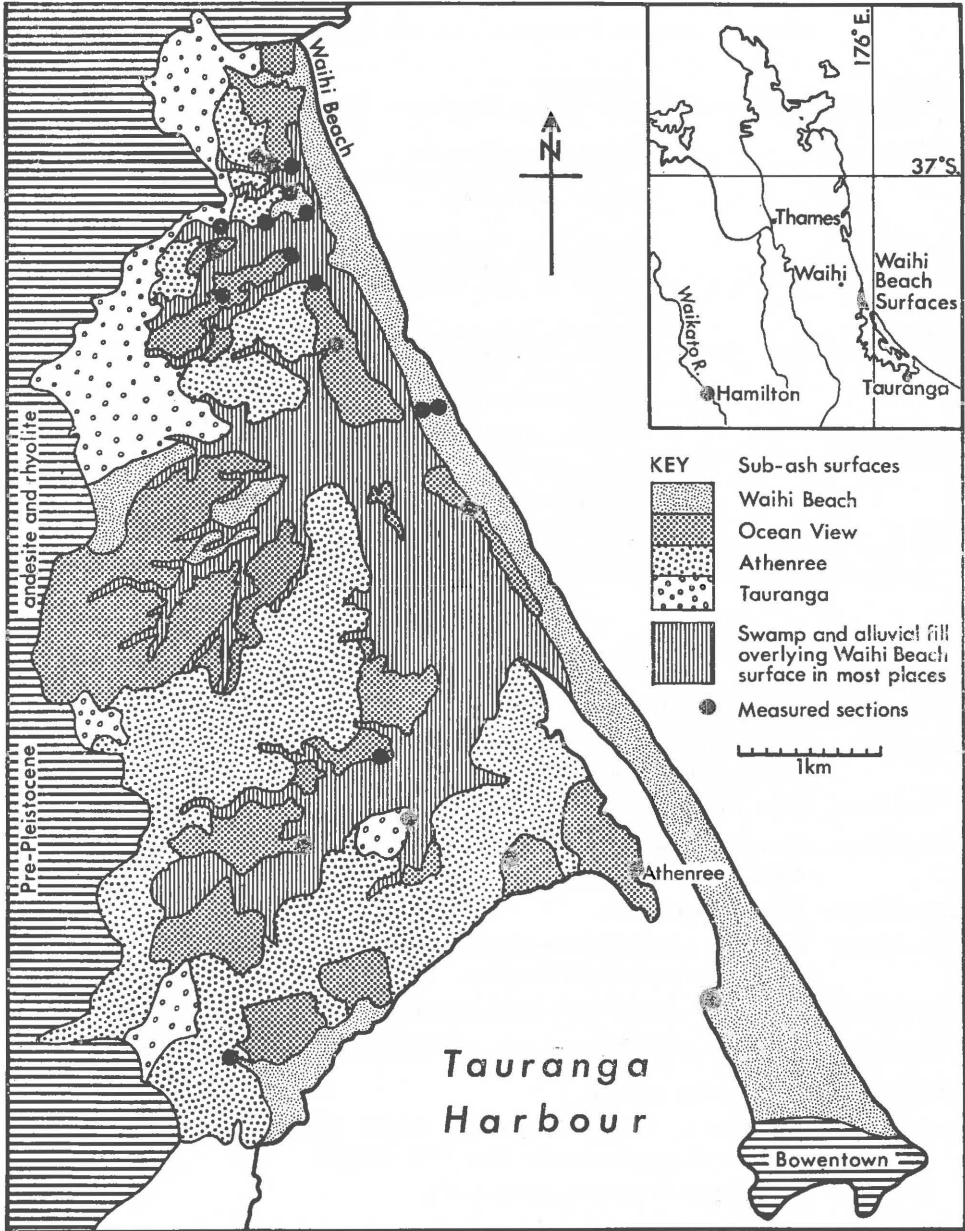 Waihi Beach
N
176° E.
37°S.
Thames
Waihi
Waihi
Beach
Surfaces
Waikato R.
Hamilton
Tauranga
KEY
Sub-ash surfaces
Waihi Beach
Ocean View
Athenree
Tauranga
Swamp and alluvial fill
overlying Waihi Beach
surface in most places
Measured sections
1km
andesite and rhyolite
Pre-Pleistocene
Athenree
Tauranga
Harbour
Bowentown